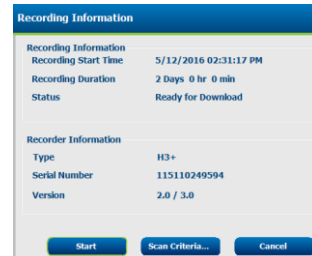 Recording Information
Recording Information
Recording Start Time 5/12/2016 02:31:17 PM
Recording Duration 2 Days 0 hr 0 min
Status Ready for Download
Recorder Information
Type H3+
Serial Number 115110249594
Version 2.0 / 3.0
Start Scan Criteria... Cancel